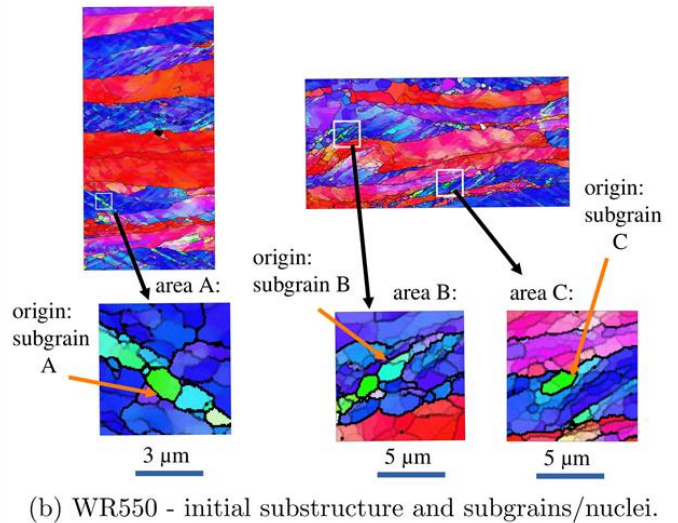 origin:
subgrain
C
origin:
subgrain B
area A:
area B:
area C:
origin:
subgrain
A
3 µm
5 µm
5 µm
(b) WR550 - initial substructure and subgrains/nuclei.